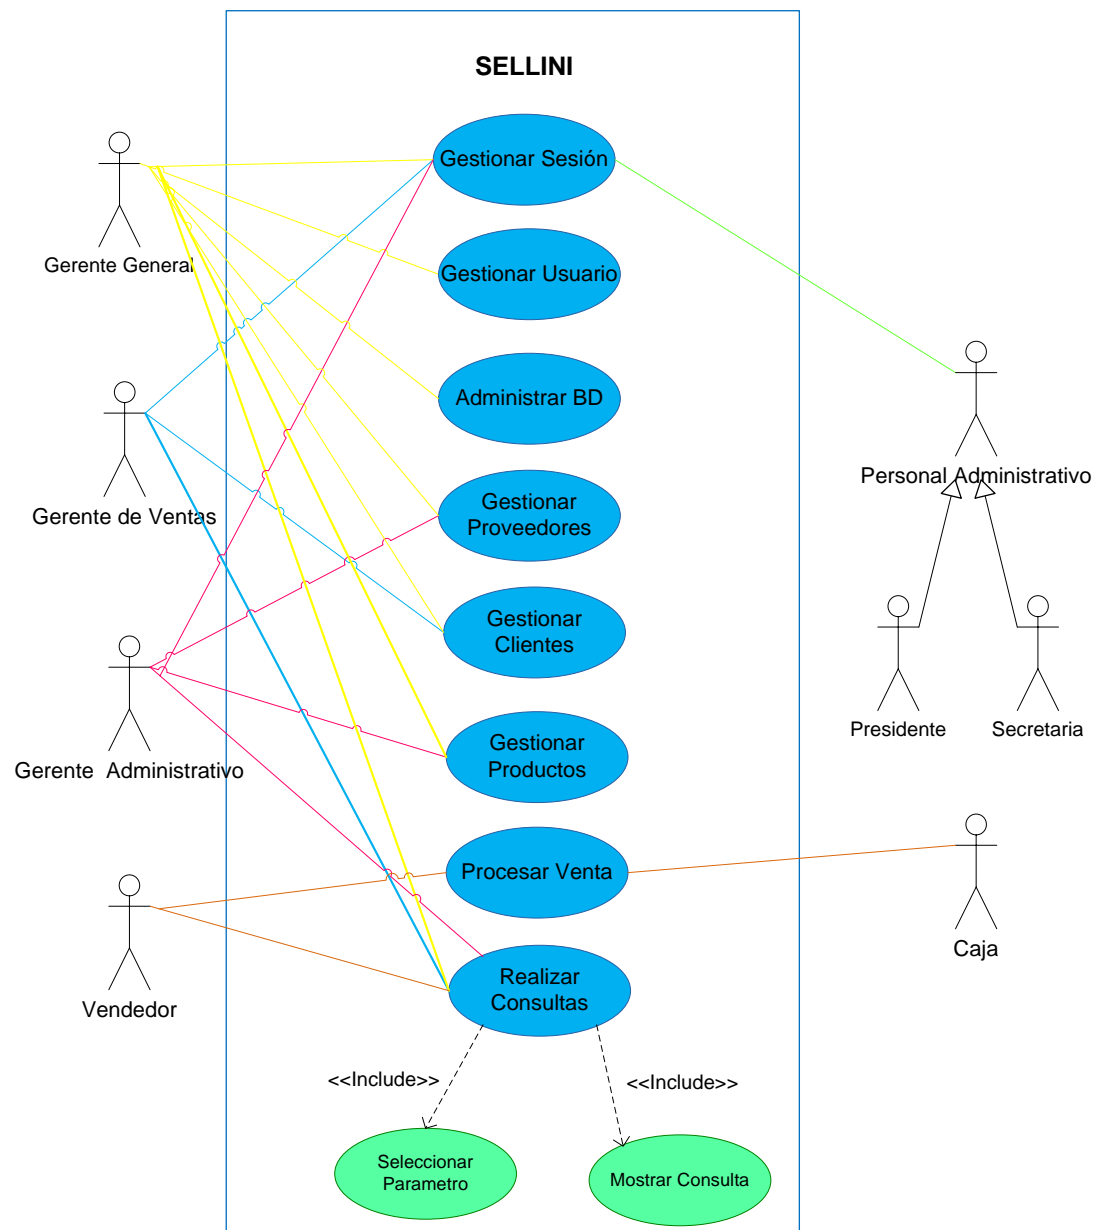 SELLINI
Gestionar Sesión
Gerente General
Gestionar Usuario
Administrar BD
Personal Administrativo
Gerente de Ventas
Gestionar
Proveedores
Gestionar
Clientes
Presidente
Secretaria
Gerente  Administrativo
Gestionar
Productos
Procesar Venta
Caja
Vendedor
Realizar
Consultas
<<Include>>
<<Include>>
Seleccionar
Parametro
Mostrar Consulta